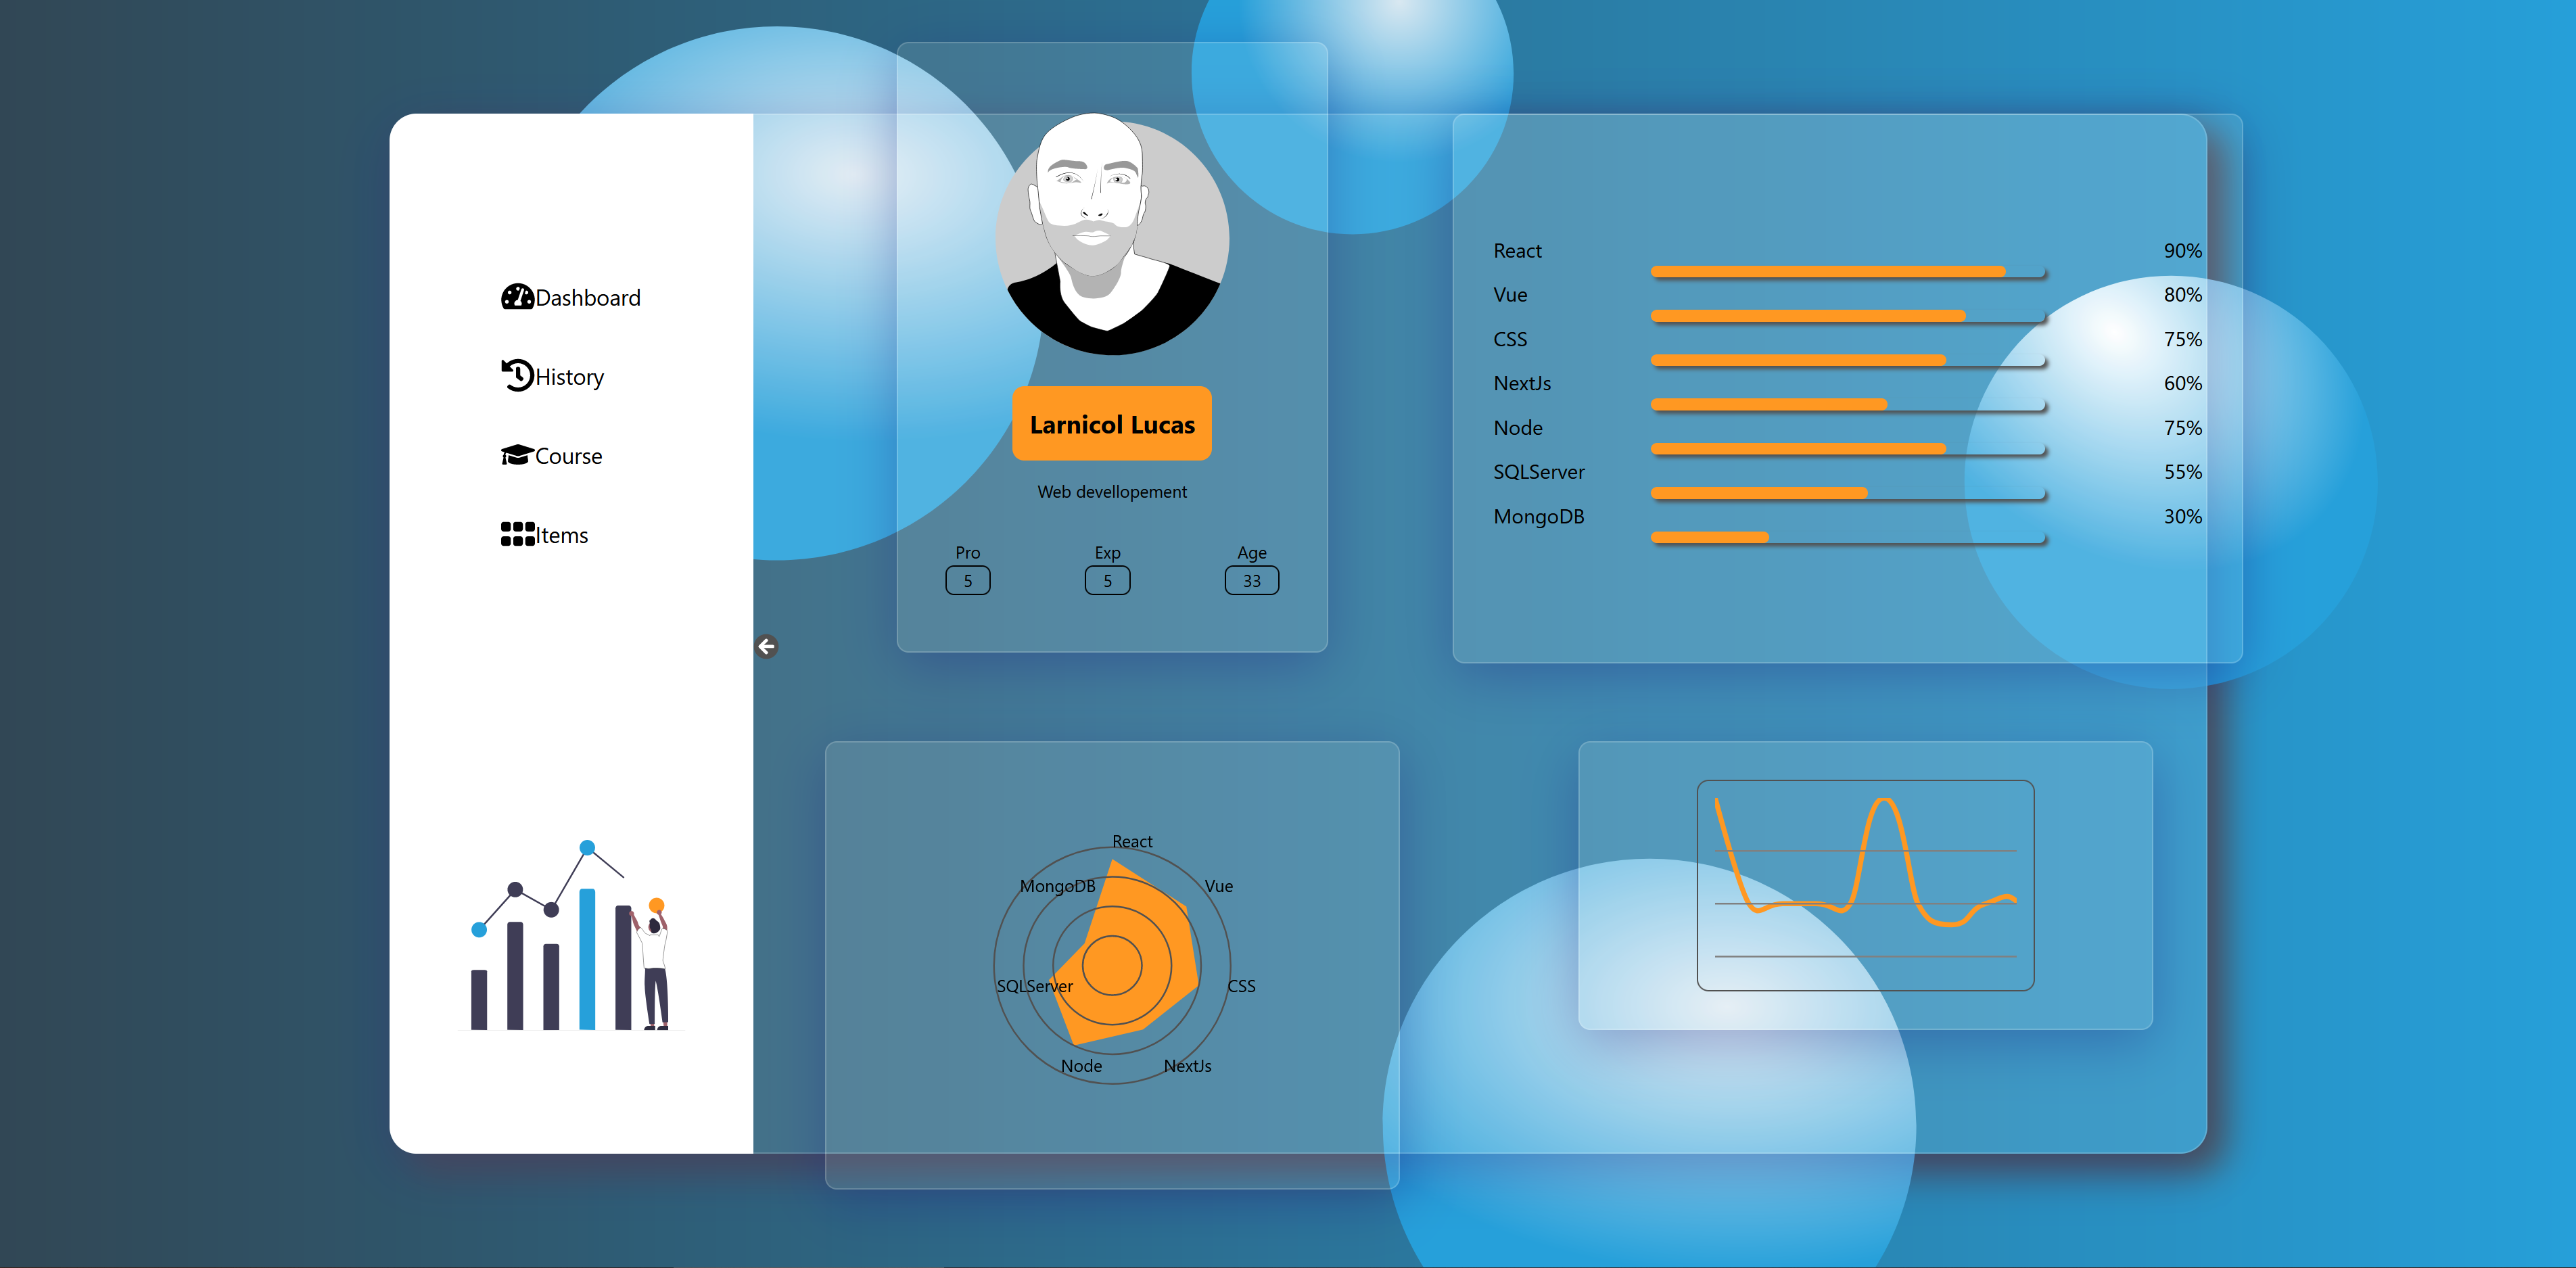 Dashboard
History
Course
Items
Larnicol Lucas
Web devellopement
Pro
5
Exp
5
Age
33
React 90%
Vue 80%
CSS 75%
NextJs 60%
Node 75%
SQLServer 55%
MongoDB 30%
React
MongoDB
Vue
SQLServer
CSS
Node
NextJs